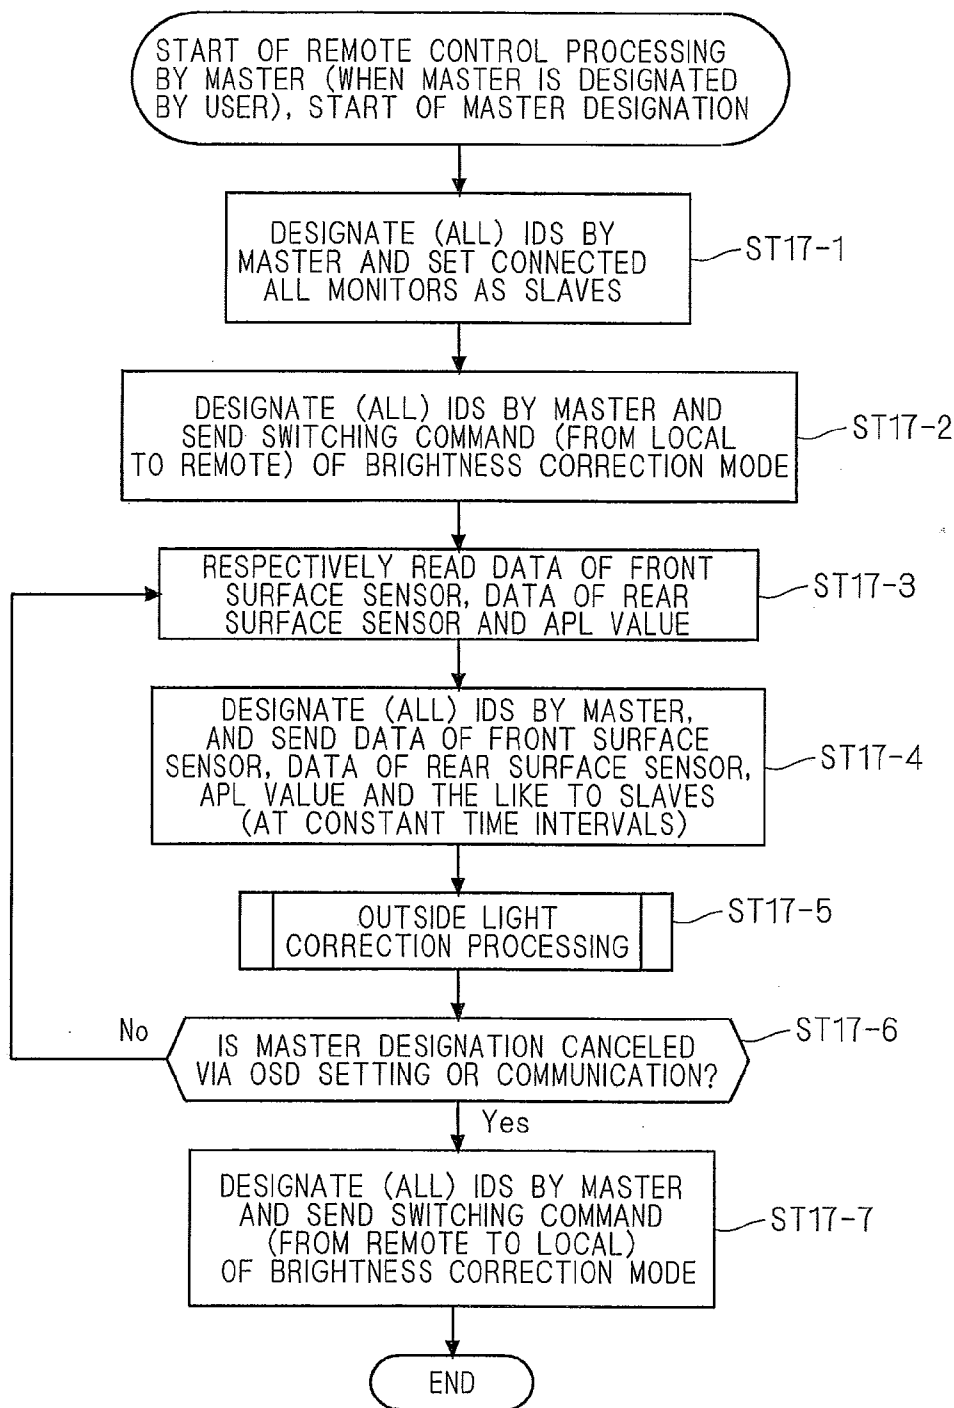 START OF REMOTE CONTROL PROCESSING
BY MASTER (WHEN MASTER IS DESIGNATED
BY USER), START OF MASTER DESIGNATION
DESIGNATE (ALL) IDS BY
MASTER AND SET CONNECTED
ALL MONITORS AS SLAVES
ST17-1
DESIGNATE (ALL) IDS BY MASTER AND
SEND SWITCHING COMMAND (FROM LOCAL
TO REMOTE) OF BRIGHTNESS CORRECTION MODE
ST17-2
RESPECTIVELY READ DATA OF FRONT
SURFACE SENSOR, DATA OF REAR
SURFACE SENSOR AND APL VALUE
ST17-3
DESIGNATE (ALL) IDS BY MASTER,
AND SEND DATA OF FRONT SURFACE
SENSOR, DATA OF REAR SURFACE SENSOR,
APL VALUE AND THE LIKE TO SLAVES
(AT CONSTANT TIME INTERVALS)
ST17-4
OUTSIDE LIGHT
CORRECTION PROCESSING
ST17-5
No
IS MASTER DESIGNATION CANCELED
VIA OSD SETTING OR COMMUNICATION?
ST17-6
Yes
DESIGNATE (ALL) IDS BY MASTER
AND SEND SWITCHING COMMAND
(FROM REMOTE TO LOCAL)
OF BRIGHTNESS CORRECTION MODE
ST17-7
END